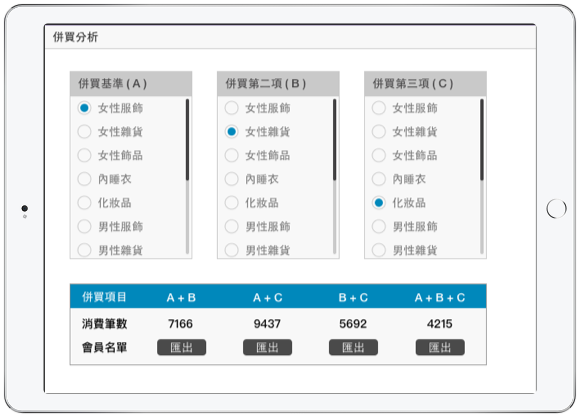 併買分析
併買基準 ( A )
女性服飾
女性雜貨
女性飾品
內睡衣
化妝品
男性服飾
男性雜貨
併買第二項 ( B )
女性服飾
女性雜貨
女性飾品
內睡衣
化妝品
男性服飾
男性雜貨
併買第三項 ( C )
女性服飾
女性雜貨
女性飾品
內睡衣
化妝品
男性服飾
男性雜貨
併買項目 A + B A + C B + C A + B + C
消費筆數 7166 9437 5692 4215
會員名單 匯出 匯出 匯出 匯出